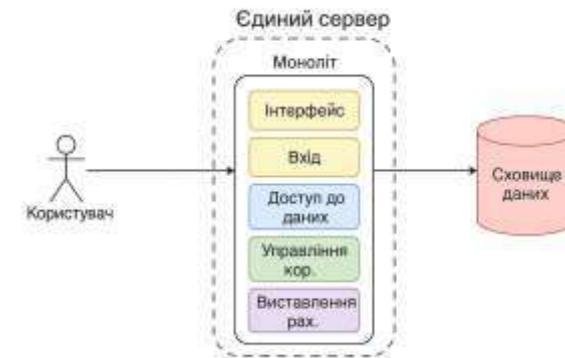 Єдиний сервер
Моноліт
Інтерфейс
Вхід
Доступ до
даних
Управління
кор.
Виставлення
рах.
Користувач
Сховище
даних